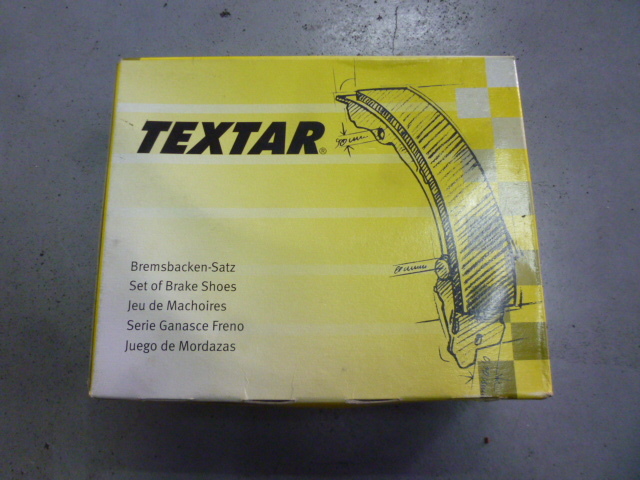 TEXTAR®
Bremsbacken-Satz
Set of Brake Shoes
Jeu de Machoires
Serie Ganasce Freno
Juego de Mordazas